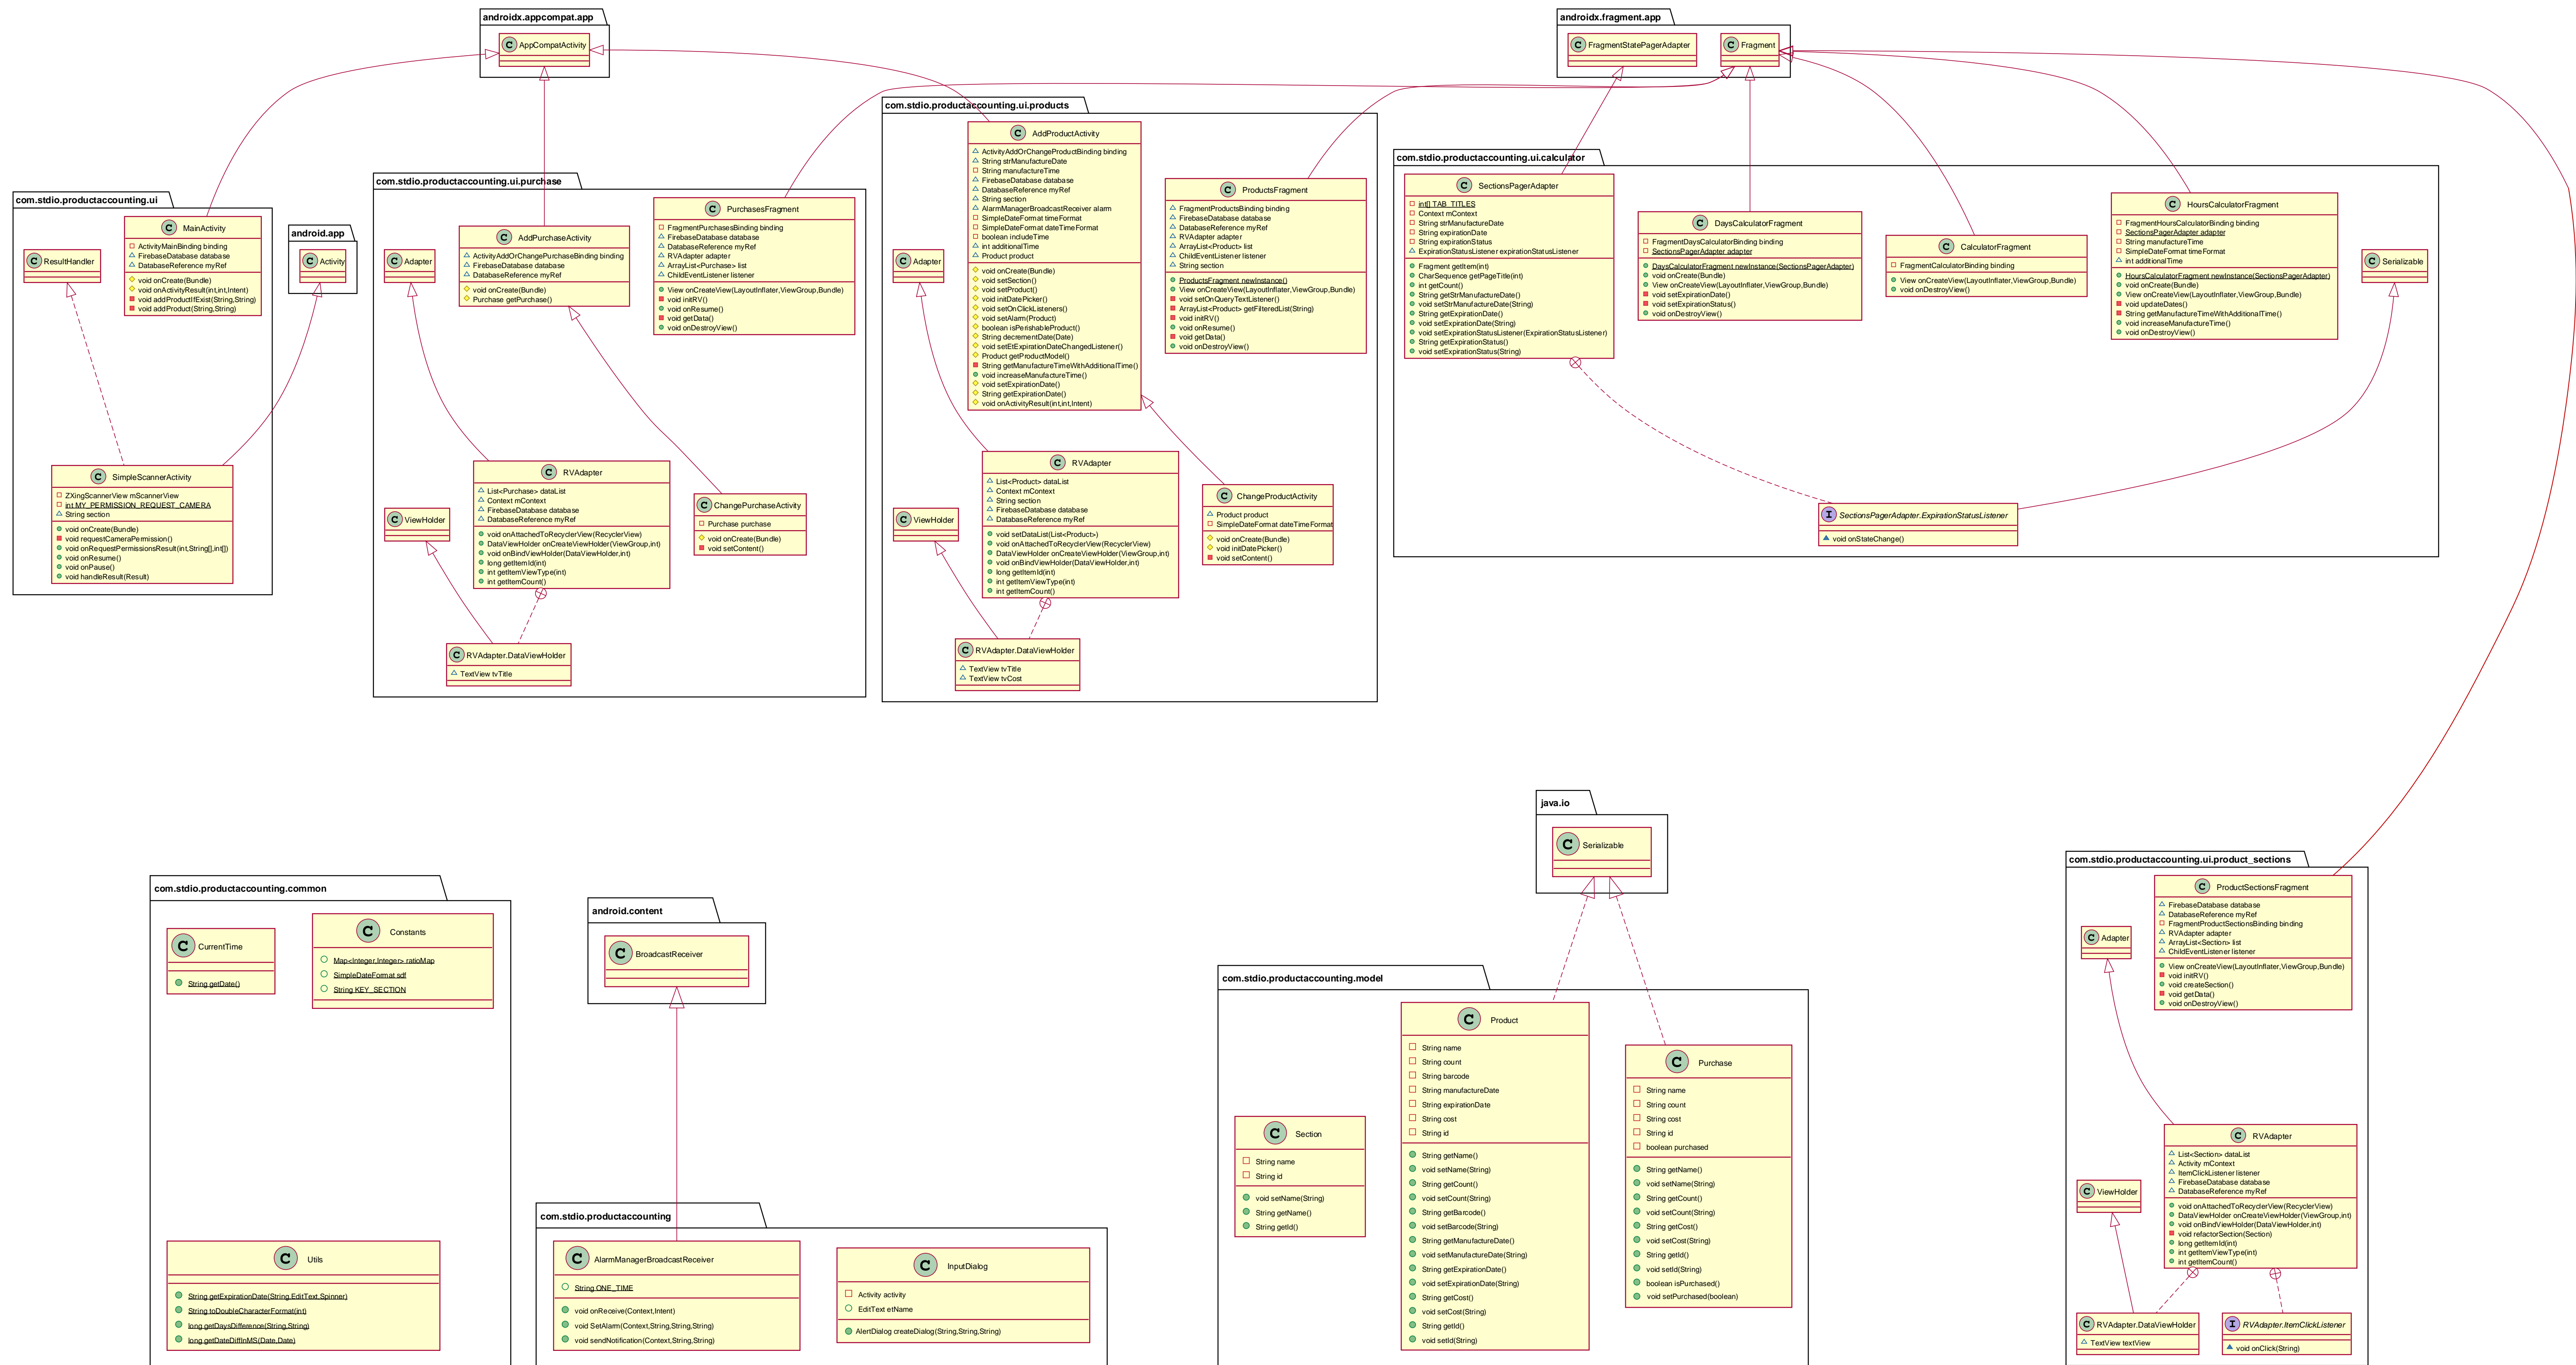 androidx.appcompat.app
C AppCompatActivity
androidx.fragment.app
C FragmentStatePagerAdapter
C Fragment
com.stdio.productaccounting.ui
C ResultHandler
C MainActivity
ActivityMainBinding binding
FirebaseDatabase database
DatabaseReference myRef
void onCreate(Bundle)
void onActivityResult(int,int,Intent)
void addProductIfExist(String,String)
void addProduct(String,String)
C SimpleScannerActivity
ZXingScannerView mScannerView
int MY_PERMISSION_REQUEST_CAMERA
String section
void onCreate(Bundle)
void requestCameraPermission()
void onRequestPermissionsResult(int,String[],int[])
void onResume()
void onPause()
void handleResult(Result)
android.app
C Activity
com.stdio.productaccounting.ui.purchase
C Adapter
C AddPurchaseActivity
ActivityAddOrChangePurchaseBinding binding
FirebaseDatabase database
DatabaseReference myRef
void onCreate(Bundle)
Purchase getPurchase()
C PurchasesFragment
FragmentPurchasesBinding binding
FirebaseDatabase database
DatabaseReference myRef
RVAdapter adapter
ArrayList<Purchase> list
ChildEventListener listener
View onCreateView(LayoutInflater,ViewGroup,Bundle)
void initRV()
void onResume()
void getData()
void onDestroyView()
C ViewHolder
C RVAdapter
List<Purchase> dataList
Context mContext
FirebaseDatabase database
DatabaseReference myRef
void onAttachedToRecyclerView(RecyclerView)
DataViewHolder onCreateViewHolder(ViewGroup,int)
void onBindViewHolder(DataViewHolder,int)
long getItemId(int)
int getItemViewType(int)
int getItemCount()
C ChangePurchaseActivity
Purchase purchase
void onCreate(Bundle)
void setContent()
C RVAdapter.DataViewHolder
TextView tvTitle
com.stdio.productaccounting.ui.products
C Adapter
C AddProductActivity
ActivityAddOrChangeProductBinding binding
String strManufactureDate
String manufactureTime
FirebaseDatabase database
DatabaseReference myRef
String section
AlarmManagerBroadcastReceiver alarm
SimpleDateFormat timeFormat
SimpleDateFormat dateTimeFormat
boolean includeTime
int additionalTime
Product product
void onCreate(Bundle)
void setSection()
void setProduct()
void initDatePicker()
void setOnClickListeners()
void setAlarm(Product)
boolean isPerishableProduct()
String decrementDate(Date)
void setEtExpirationDateChangedListener()
Product getProductModel()
String getManufactureTimeWithAdditionalTime()
void increaseManufactureTime()
void setExpirationDate()
String getExpirationDate()
void onActivityResult(int,int,Intent)
C ProductsFragment
FragmentProductsBinding binding
FirebaseDatabase database
DatabaseReference myRef
RVAdapter adapter
ArrayList<Product> list
ChildEventListener listener
String section
ProductsFragment newInstance()
View onCreateView(LayoutInflater,ViewGroup,Bundle)
void setOnQueryTextListener()
ArrayList<Product> getFilteredList(String)
void initRV()
void onResume()
void getData()
void onDestroyView()
C ViewHolder
C RVAdapter
List<Product> dataList
Context mContext
String section
FirebaseDatabase database
DatabaseReference myRef
void setDataList(List<Product>)
void onAttachedToRecyclerView(RecyclerView)
DataViewHolder onCreateViewHolder(ViewGroup,int)
void onBindViewHolder(DataViewHolder,int)
long getItemId(int)
int getItemViewType(int)
int getItemCount()
C ChangeProductActivity
Product product
SimpleDateFormat dateTimeFormat
void onCreate(Bundle)
void initDatePicker()
void setContent()
C RVAdapter.DataViewHolder
TextView tvTitle
TextView tvCost
com.stdio.productaccounting.ui.calculator
C SectionsPagerAdapter
int[] TAB_TITLES
Context mContext
String strManufactureDate
String expirationDate
String expirationStatus
ExpirationStatusListener expirationStatusListener
Fragment getItem(int)
CharSequence getPageTitle(int)
int getCount()
String getStrManufactureDate()
void setStrManufactureDate(String)
String getExpirationDate()
void setExpirationDate(String)
void setExpirationStatusListener(ExpirationStatusListener)
String getExpirationStatus()
void setExpirationStatus(String)
C DaysCalculatorFragment
FragmentDaysCalculatorBinding binding
SectionsPagerAdapter adapter
DaysCalculatorFragment newInstance(SectionsPagerAdapter)
void onCreate(Bundle)
View onCreateView(LayoutInflater,ViewGroup,Bundle)
void setExpirationDate()
void setExpirationStatus()
void onDestroyView()
C CalculatorFragment
FragmentCalculatorBinding binding
View onCreateView(LayoutInflater,ViewGroup,Bundle)
void onDestroyView()
C HoursCalculatorFragment
FragmentHoursCalculatorBinding binding
SectionsPagerAdapter adapter
String manufactureTime
SimpleDateFormat timeFormat
int additionalTime
HoursCalculatorFragment newInstance(SectionsPagerAdapter)
void onCreate(Bundle)
View onCreateView(LayoutInflater,ViewGroup,Bundle)
void updateDates()
String getManufactureTimeWithAdditionalTime()
void increaseManufactureTime()
void onDestroyView()
C Serializable
I SectionsPagerAdapter.ExpirationStatusListener
void onStateChange()
com.stdio.productaccounting.common
C CurrentTime
String getDate()
C Constants
Map<Integer,Integer> ratioMap
SimpleDateFormat sdf
String KEY_SECTION
C Utils
String getExpirationDate(String,EditText,Spinner)
String toDoubleCharacterFormat(int)
long getDaysDifference(String,String)
long getDateDiffInMS(Date,Date)
android.content
C BroadcastReceiver
com.stdio.productaccounting
C AlarmManagerBroadcastReceiver
String ONE_TIME
void onReceive(Context,Intent)
void SetAlarm(Context,String,String,String)
void sendNotification(Context,String,String)
C InputDialog
Activity activity
EditText etName
AlertDialog createDialog(String,String,String)
java.io
C Serializable
com.stdio.productaccounting.model
C Section
String name
String id
void setName(String)
String getName()
String getId()
C Product
String name
String count
String barcode
String manufactureDate
String expirationDate
String cost
String id
String getName()
void setName(String)
String getCount()
void setCount(String)
String getBarcode()
void setBarcode(String)
String getManufactureDate()
void setManufactureDate(String)
String getExpirationDate()
void setExpirationDate(String)
String getCost()
void setCost(String)
String getId()
void setId(String)
C Purchase
String name
String count
String cost
String id
boolean purchased
String getName()
void setName(String)
String getCount()
void setCount(String)
String getCost()
void setCost(String)
String getId()
void setId(String)
boolean isPurchased()
void setPurchased(boolean)
com.stdio.productaccounting.ui.product_sections
C Adapter
C ProductSectionsFragment
FirebaseDatabase database
DatabaseReference myRef
FragmentProductSectionsBinding binding
RVAdapter adapter
ArrayList<Section> list
ChildEventListener listener
View onCreateView(LayoutInflater,ViewGroup,Bundle)
void initRV()
void createSection()
void getData()
void onDestroyView()
C ViewHolder
C RVAdapter
List<Section> dataList
Activity mContext
ItemClickListener listener
FirebaseDatabase database
DatabaseReference myRef
void onAttachedToRecyclerView(RecyclerView)
DataViewHolder onCreateViewHolder(ViewGroup,int)
void onBindViewHolder(DataViewHolder,int)
void refactorSection(Section)
long getItemId(int)
int getItemViewType(int)
int getItemCount()
C RVAdapter.DataViewHolder
TextView textView
I RVAdapter.ItemClickListener
void onClick(String)